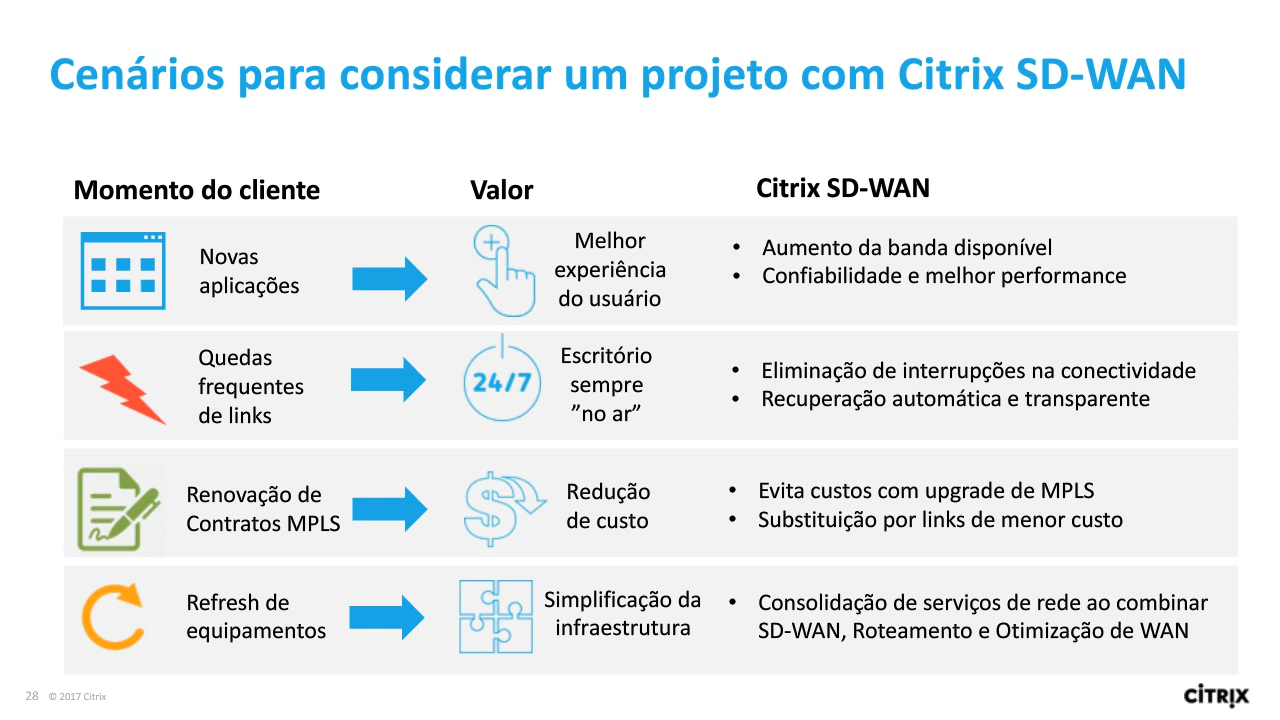 Cenários para considerar um projeto com Citrix SD-WAN
Momento do cliente
Valor
Citrix SD-WAN
Novas
aplicações
Melhor
experiência
do usuário
• Aumento da banda disponível
• Confiabilidade e melhor performance
Quedas
frequentes
de links
24/7
Escritório
sempre
”no ar”
• Eliminação de interrupções na conectividade
• Recuperação automática e transparente
Renovação de
Contratos MPLS
Redução
de custo
• Evita custos com upgrade de MPLS
• Substituição por links de menor custo
Refresh de
equipamentos
Simplificação da
infraestrutura
• Consolidação de serviços de rede ao combinar
SD-WAN, Roteamento e Otimização de WAN
28 © 2017 Citrix
CITRIX